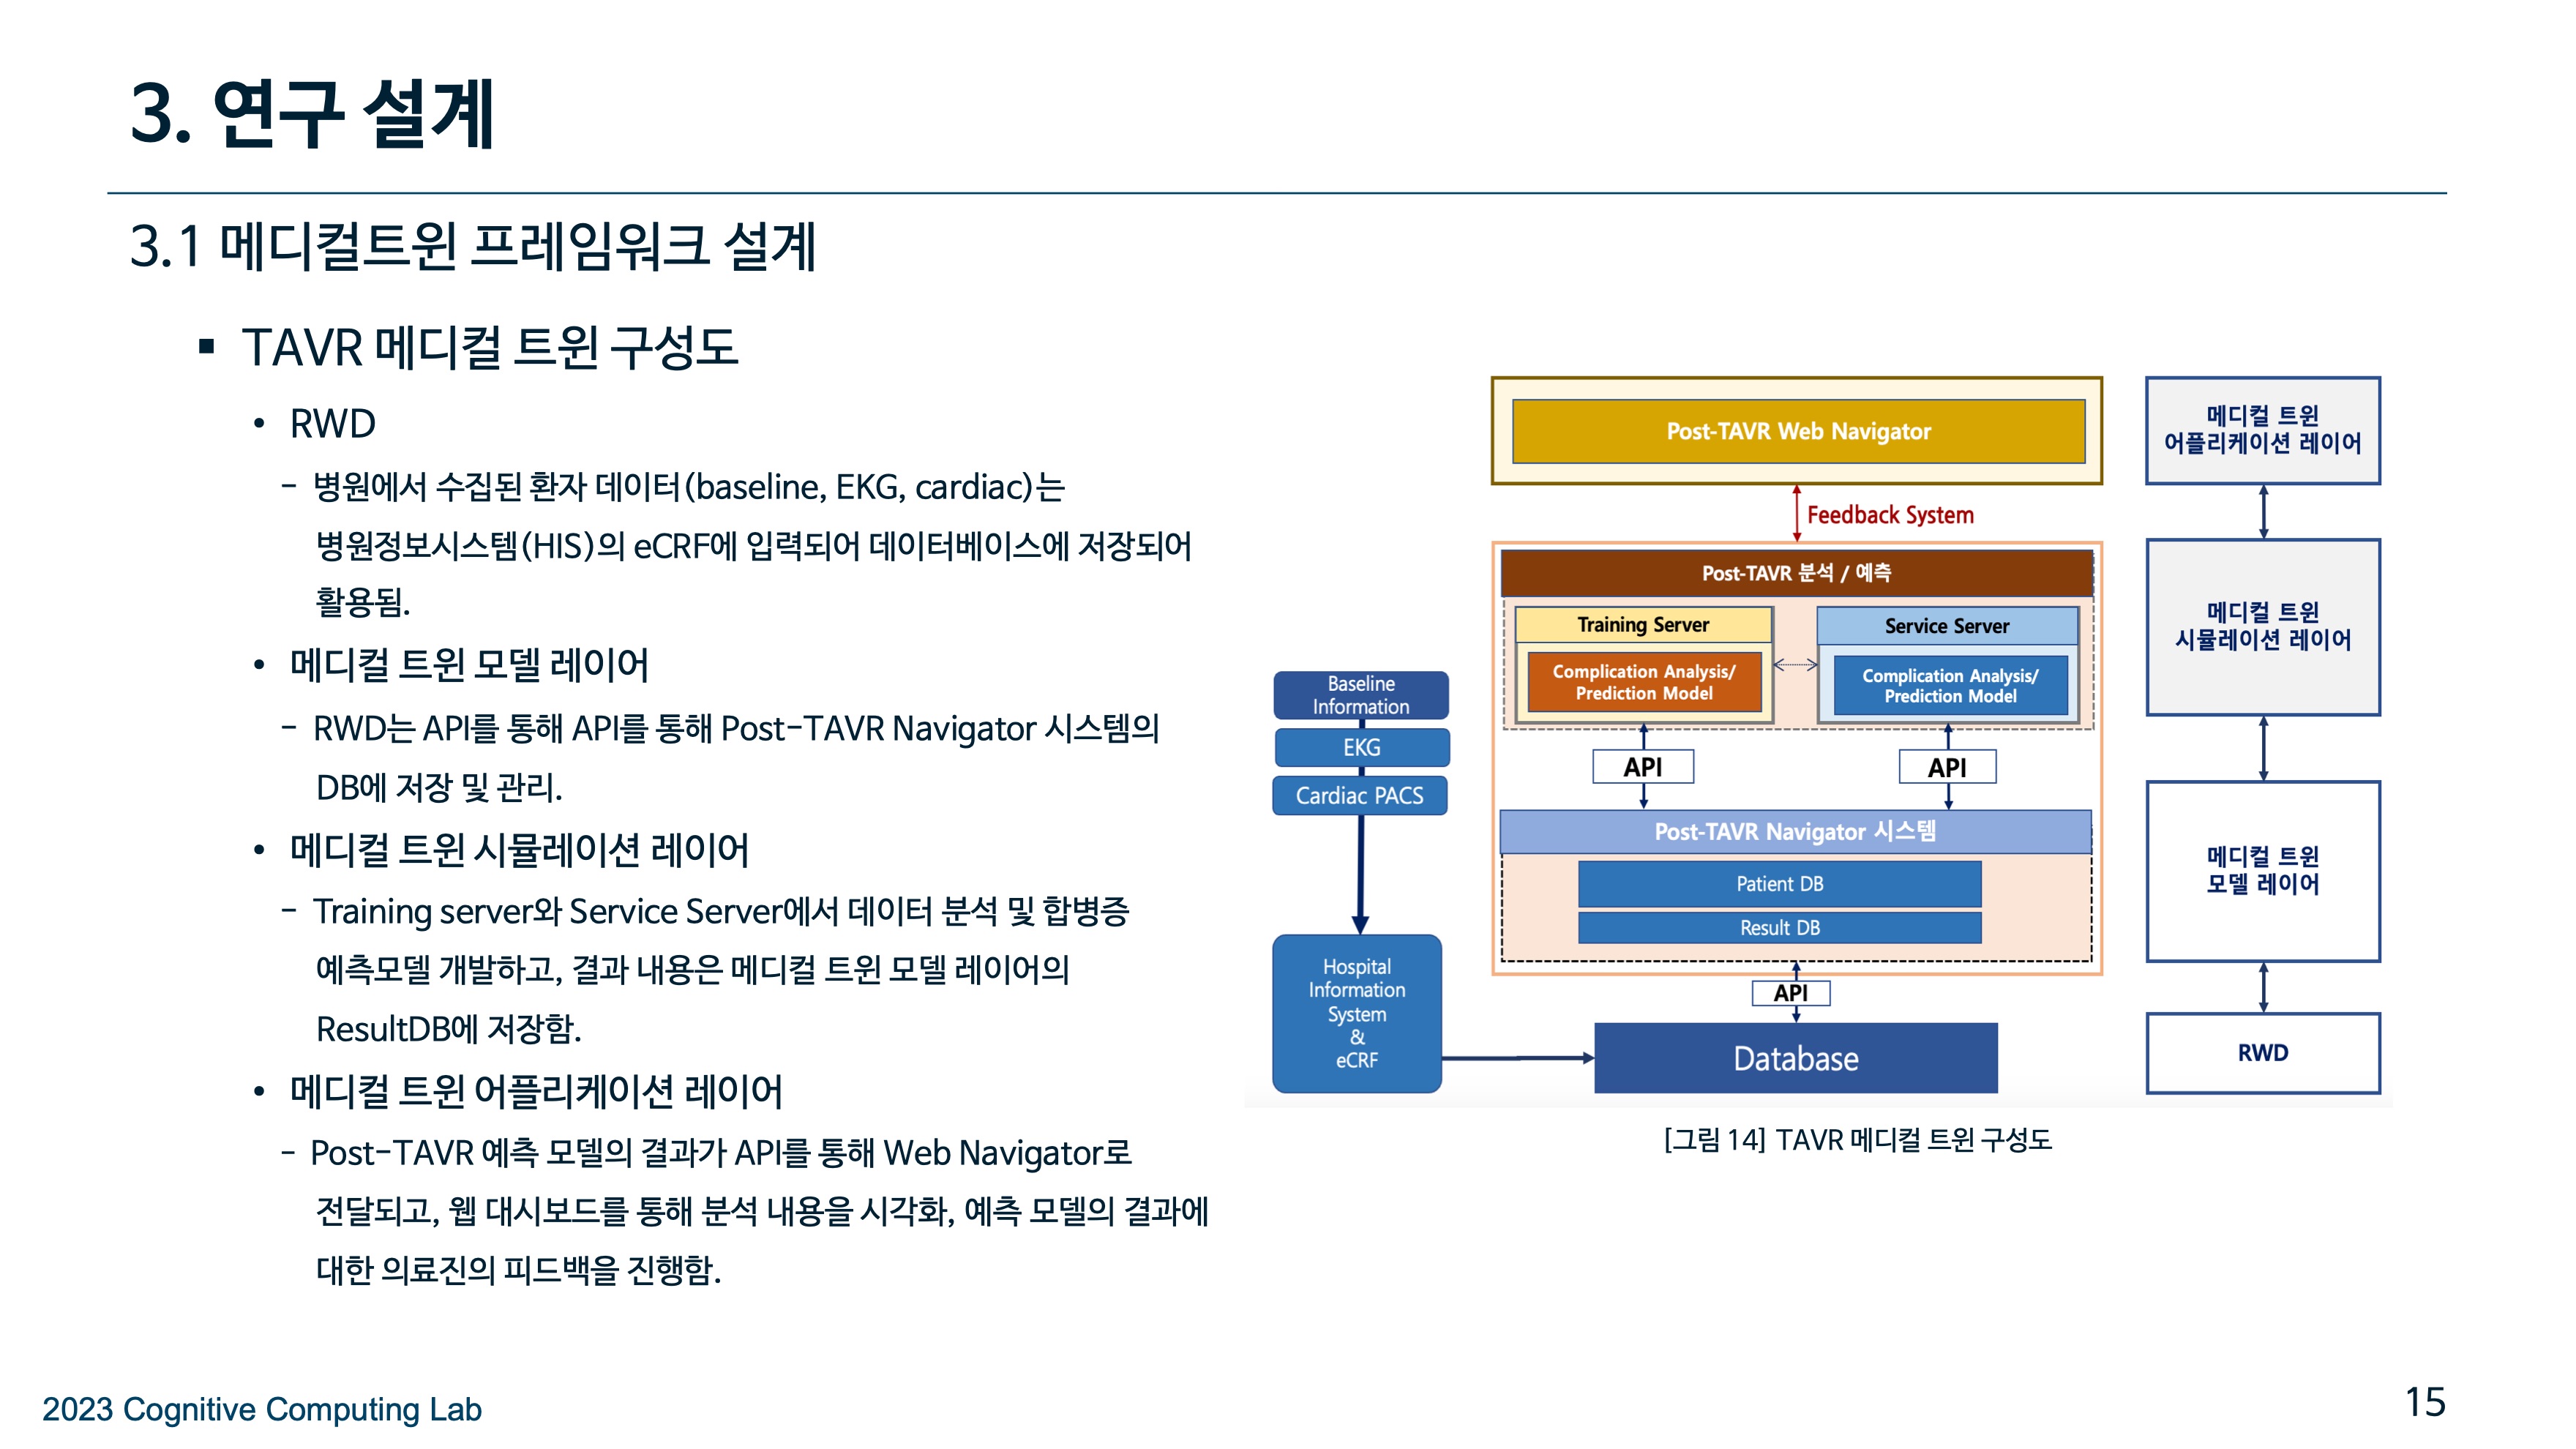 3. 연구 설계
3.1 메디컬트윈 프레임워크 설계
▪ TAVR 메디컬 트윈 구성도
• RWD
- 병원에서 수집된 환자 데이터(baseline, EKG, cardiac)는
병원정보시스템(HIS)의 eCRF에 입력되어 데이터베이스에 저장되어
활용됨.
• 메디컬 트윈 모델 레이어
- RWD는 API를 통해 API를 통해 Post-TAVR Navigator 시스템의
DB에 저장 및 관리.
• 메디컬 트윈 시뮬레이션 레이어
- Training server와 Service Server에서 데이터 분석 및 합병증
예측모델 개발하고, 결과 내용은 메디컬 트윈 모델 레이어의
ResultDB에 저장함.
• 메디컬 트윈 어플리케이션 레이어
- Post-TAVR 예측 모델의 결과가 API를 통해 Web Navigator로
전달되고, 웹 대시보드를 통해 분석 내용을 시각화, 예측 모델의 결과에
대한 의료진의 피드백을 진행함.
Baseline
Information
EKG
Cardiac PACS
Hospital
Information
System
&
eCRF
Post-TAVR Web Navigator
Feedback System
Post-TAVR 분석 / 예측
Training Server
Complication Analysis/
Prediction Model
Service Server
Complication Analysis/
Prediction Model
API
API
Post-TAVR Navigator 시스템
Patient DB
Result DB
API
Database
메디컬 트윈
어플리케이션 레이어
메디컬 트윈
시뮬레이션 레이어
메디컬 트윈
모델 레이어
RWD
[그림 14] TAVR 메디컬 트윈 구성도
2023 Cognitive Computing Lab
15